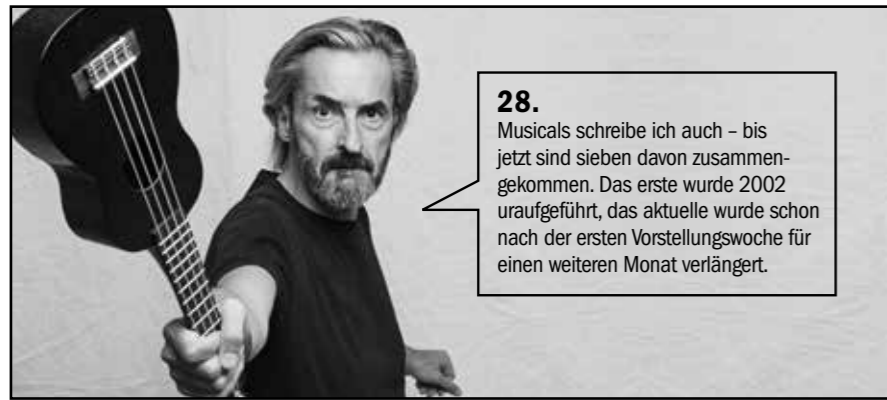 28.
Musicals schreibe ich auch – bis
jetzt sind sieben davon zusammen-
gekommen. Das erste wurde 2002
uraufgeführt, das aktuelle wurde schon
nach der ersten Vorstellungswoche für
einen weiteren Monat verlängert.